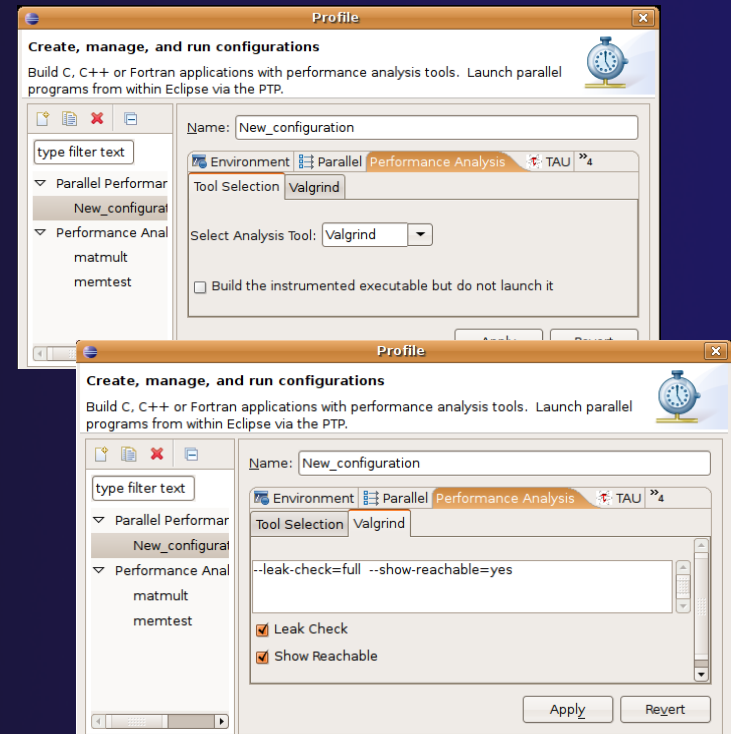 Profile
Create, manage, and run configurations
Build C, C++ or Fortran applications with performance analysis tools. Launch parallel
programs from within Eclipse via the PTP.
Name: New_configuration
type filter text
Environment Parallel Performance Analysis TAU »4
Parallel Performar
Tool Selection Valgrind
New_configurat
Performance Anal
Select Analysis Tool: Valgrind
matmult
memtest
Build the instrumented executable but do not launch it
Apply Revert
Profile
Create, manage, and run configurations
Build C, C++ or Fortran applications with performance analysis tools. Launch parallel
programs from within Eclipse via the PTP.
Name: New_configuration
type filter text
Environment Parallel Performance Analysis TAU »4
Parallel Performar
Tool Selection Valgrind
New_configurat
Performance Anal
--leak-check=full --show-reachable=yes
matmult
memtest
Leak Check
Show Reachable
Apply Revert